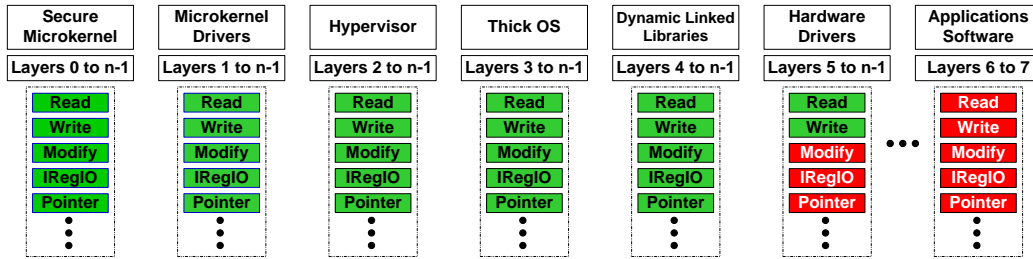 Secure
Microkernel
Microkernel
Drivers
Hypervisor
Thick OS
Dynamic Linked
Libraries
Hardware
Drivers
Applications
Software
Layers 0 to n-1
Layers 1 to n-1
Layers 2 to n-1
Layers 3 to n-1
Layers 4 to n-1
Layers 5 to n-1
Layers 6 to 7
Read
Write
Modify
IRegIO
Pointer
Read
Write
Modify
IRegIO
Pointer
Read
Write
Modify
IRegIO
Pointer
Read
Write
Modify
IRegIO
Pointer
Read
Write
Modify
IRegIO
Pointer
Read
Write
Modify
IRegIO
Pointer
Read
Write
Modify
IRegIO
Pointer